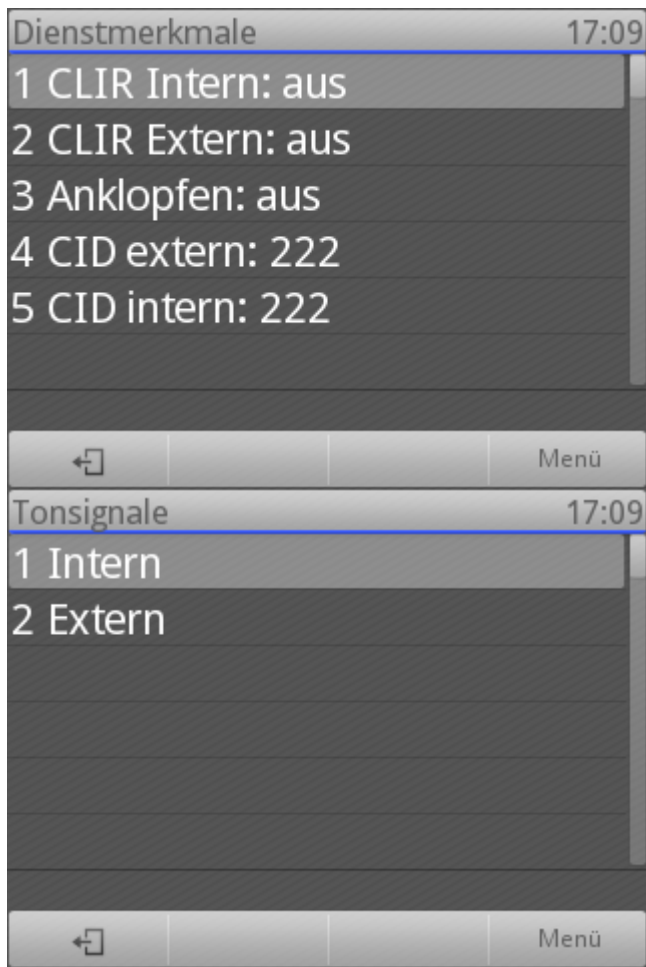 Dienstmerkmale 17:09
1 CLIR Intern: aus
2 CLIR Extern: aus
3 Anklopfen: aus
4 CID extern: 222
5 CID intern: 222
Menü
Tonsignale 17:09
1 Intern
2 Extern
Menü